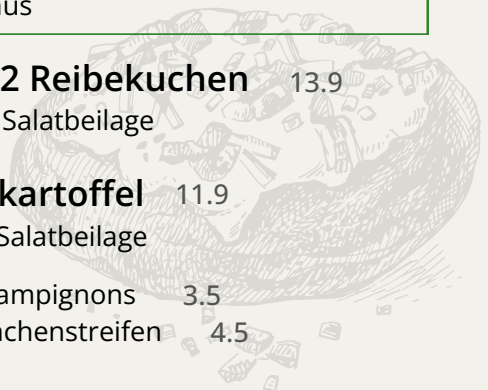 2 Reibekuchen 13.9
Salatbeilage
kartoffel 11.9
Salatbeilage
ampignons 3.5
chenstreifen 4.5